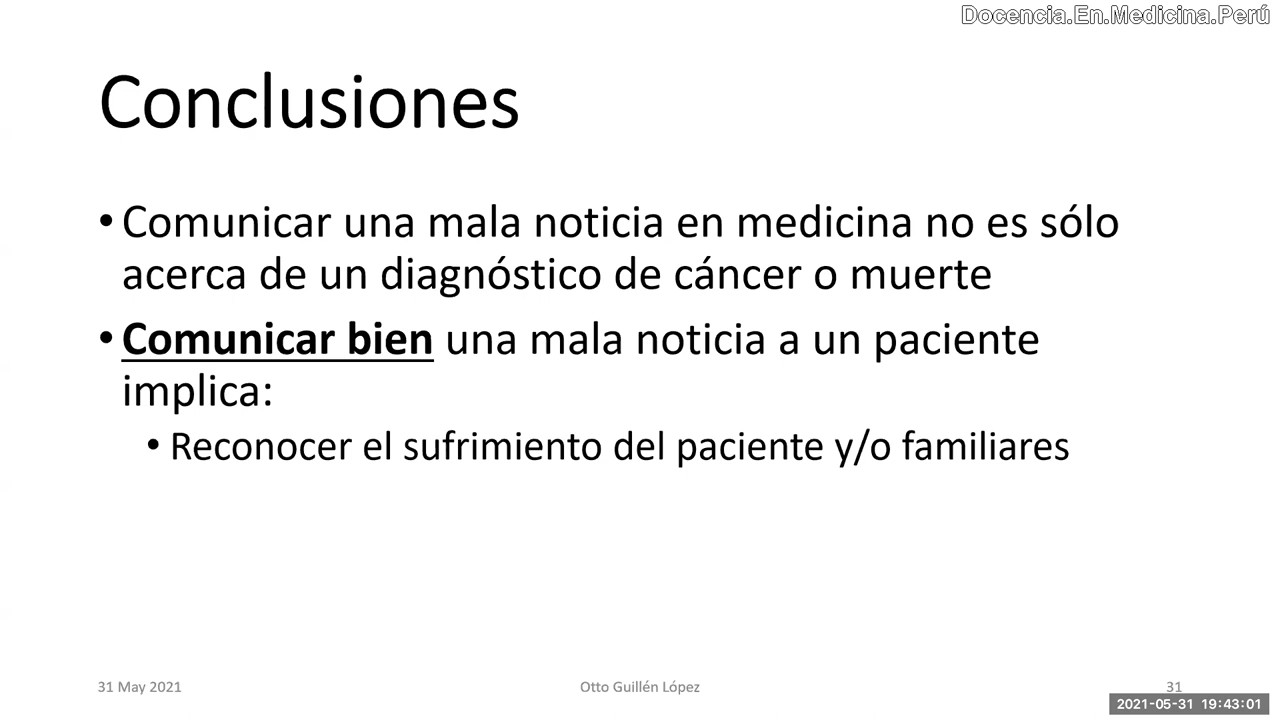 Docencia.En.Medicina.Perú
Conclusiones
• Comunicar una mala noticia en medicina no es sólo
acerca de un diagnóstico de cáncer o muerte
• Comunicar bien una mala noticia a un paciente
implica:
• Reconocer el sufrimiento del paciente y/o familiares
31 May 2021
Otto Guillén López
31
2021-05-31 19:43:01